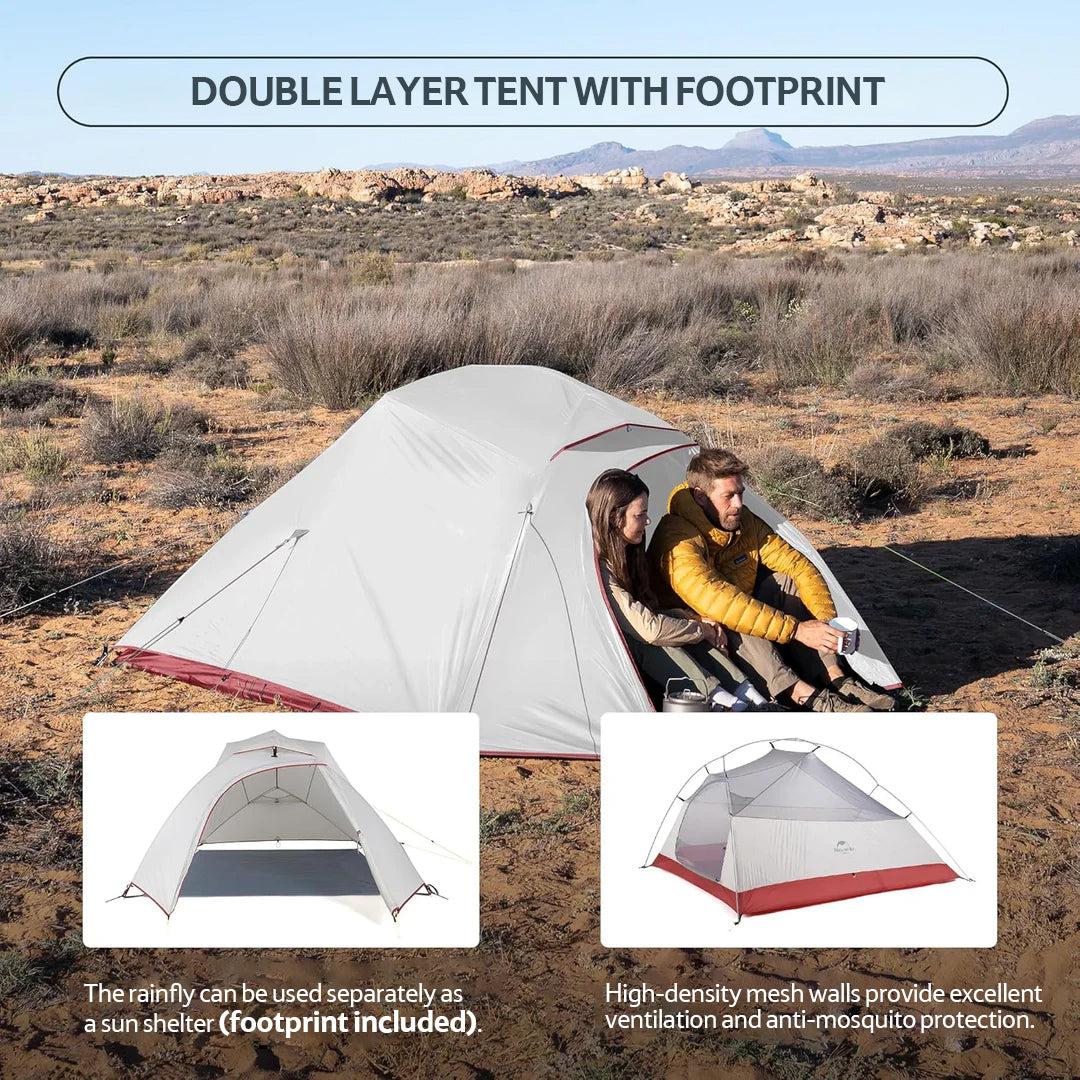 DOUBLE LAYER TENT WITH FOOTPRINT
The rainfly can be used separately as
a sun shelter (footprint included).
High-density mesh walls provide excellent
ventilation and anti-mosquito protection.